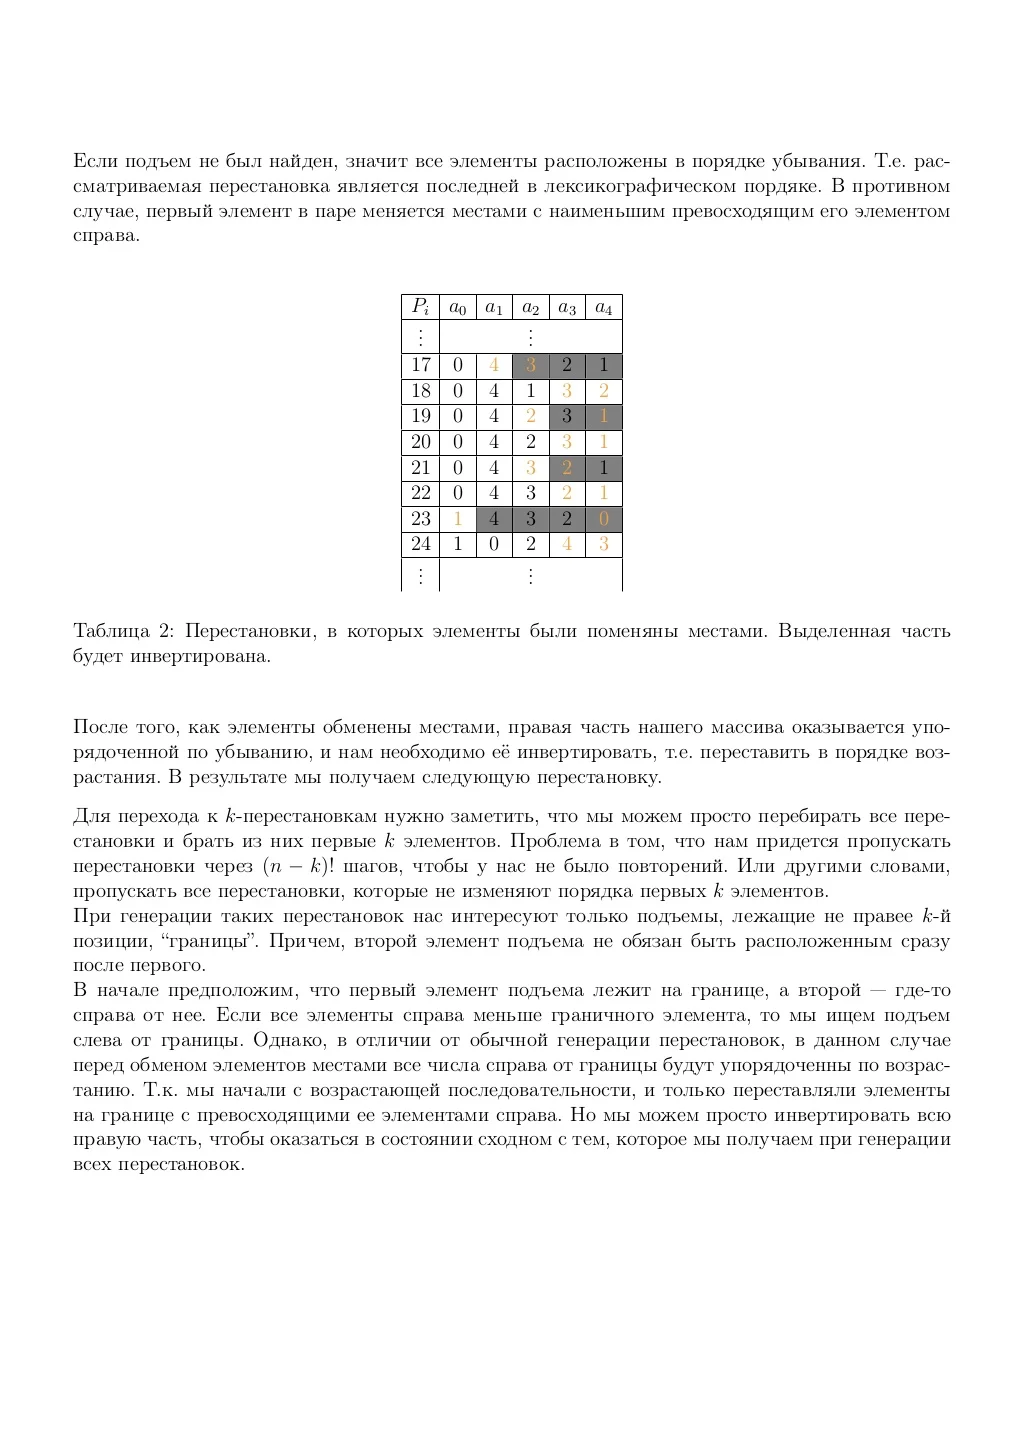 Если подъем не был найден, значит все элементы расположены в порядке убывания. Т.е. рас-
сматриваемая перестановка является последней в лексикографическом пордяке. В противном
случае, первый элемент в паре меняется местами с наименьшим превосходящим его элементом
справа.
P_i a_0 a_1 a_2 a_3 a_4
⋮ ⋮
17 0 4 3 2 1
18 0 4 1 3 2
19 0 4 2 3 1
20 0 4 2 3 1
21 0 4 3 2 1
22 0 4 3 2 1
23 1 4 3 2 0
24 1 0 2 4 3
⋮ ⋮
Таблица 2: Перестановки, в которых элементы были поменяны местами. Выделенная часть
будет инвертирована.
После того, как элементы обменены местами, правая часть нашего массива оказывается упо-
рядоченной по убыванию, и нам необходимо её инвертировать, т.е. переставить в порядке воз-
растания. В результате мы получаем следующую перестановку.
Для перехода к k-перестановкам нужно заметить, что мы можем просто перебирать все пере-
становки и брать из них первые k элементов. Проблема в том, что нам придется пропускать
перестановки через (n − k)! шагов, чтобы у нас не было повторений. Или другими словами,
пропускать все перестановки, которые не изменяют порядка первых k элементов.
При генерации таких перестановок нас интересуют только подъемы, лежащие не правее k-й
позиции, “границы”. Причем, второй элемент подъема не обязан быть расположенным сразу
после первого.
В начале предположим, что первый элемент подъема лежит на границе, а второй — где-то
справа от нее. Если все элементы справа меньше граничного элемента, то мы ищем подъем
слева от границы. Однако, в отличии от обычной генерации перестановок, в данном случае
перед обменом элементов местами все числа справа от границы будут упорядоченны по возрас-
танию. Т.к. мы начали с возрастающей последовательности, и только переставляли элементы
на границе с превосходящими ее элементами справа. Но мы можем просто инвертировать всю
правую часть, чтобы оказаться в состоянии сходном с тем, которое мы получаем при генерации
всех перестановок.